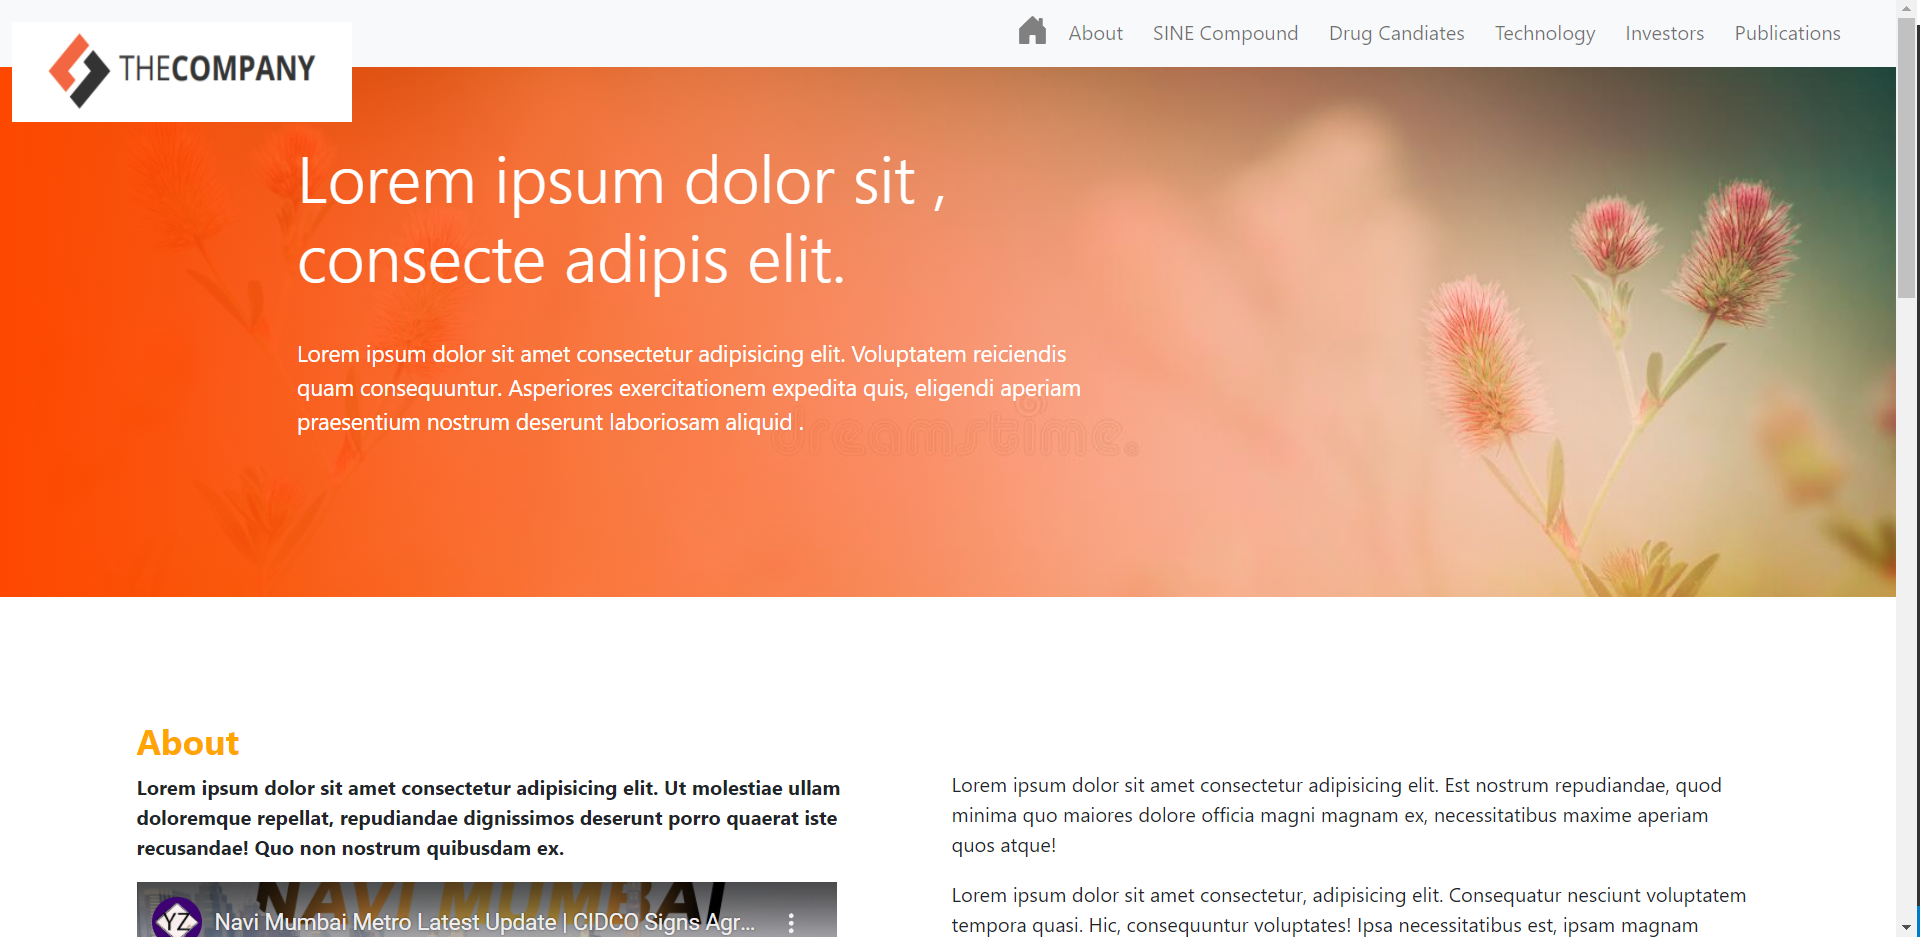 THECOMPANY
About SINE Compound Drug Candiates Technology Investors Publications
Lorem ipsum dolor sit ,
consecte adipis elit.
Lorem ipsum dolor sit amet consectetur adipisicing elit. Voluptatem reiciendis
quam consequuntur. Asperiores exercitationem expedita quis, eligendi aperiam
praesentium nostrum deserunt laboriosam aliquid .
dreamstime.
About
Lorem ipsum dolor sit amet consectetur adipisicing elit. Ut molestiae ullam
doloremque repellat, repudiandae dignissimos deserunt porro quaerat iste
recusandae! Quo non nostrum quibusdam ex.
NAVI MUMBAI
YZ
Navi Mumbai Metro Latest Update | CIDCO Signs Agr...
Lorem ipsum dolor sit amet consectetur adipisicing elit. Est nostrum repudiandae, quod
minima quo maiores dolore officia magni magnam ex, necessitatibus maxime aperiam
quos atque!
Lorem ipsum dolor sit amet consectetur, adipisicing elit. Consequatur nesciunt voluptatem
tempora quasi. Hic, consequuntur voluptates! Ipsa necessitatibus est, ipsam magnam